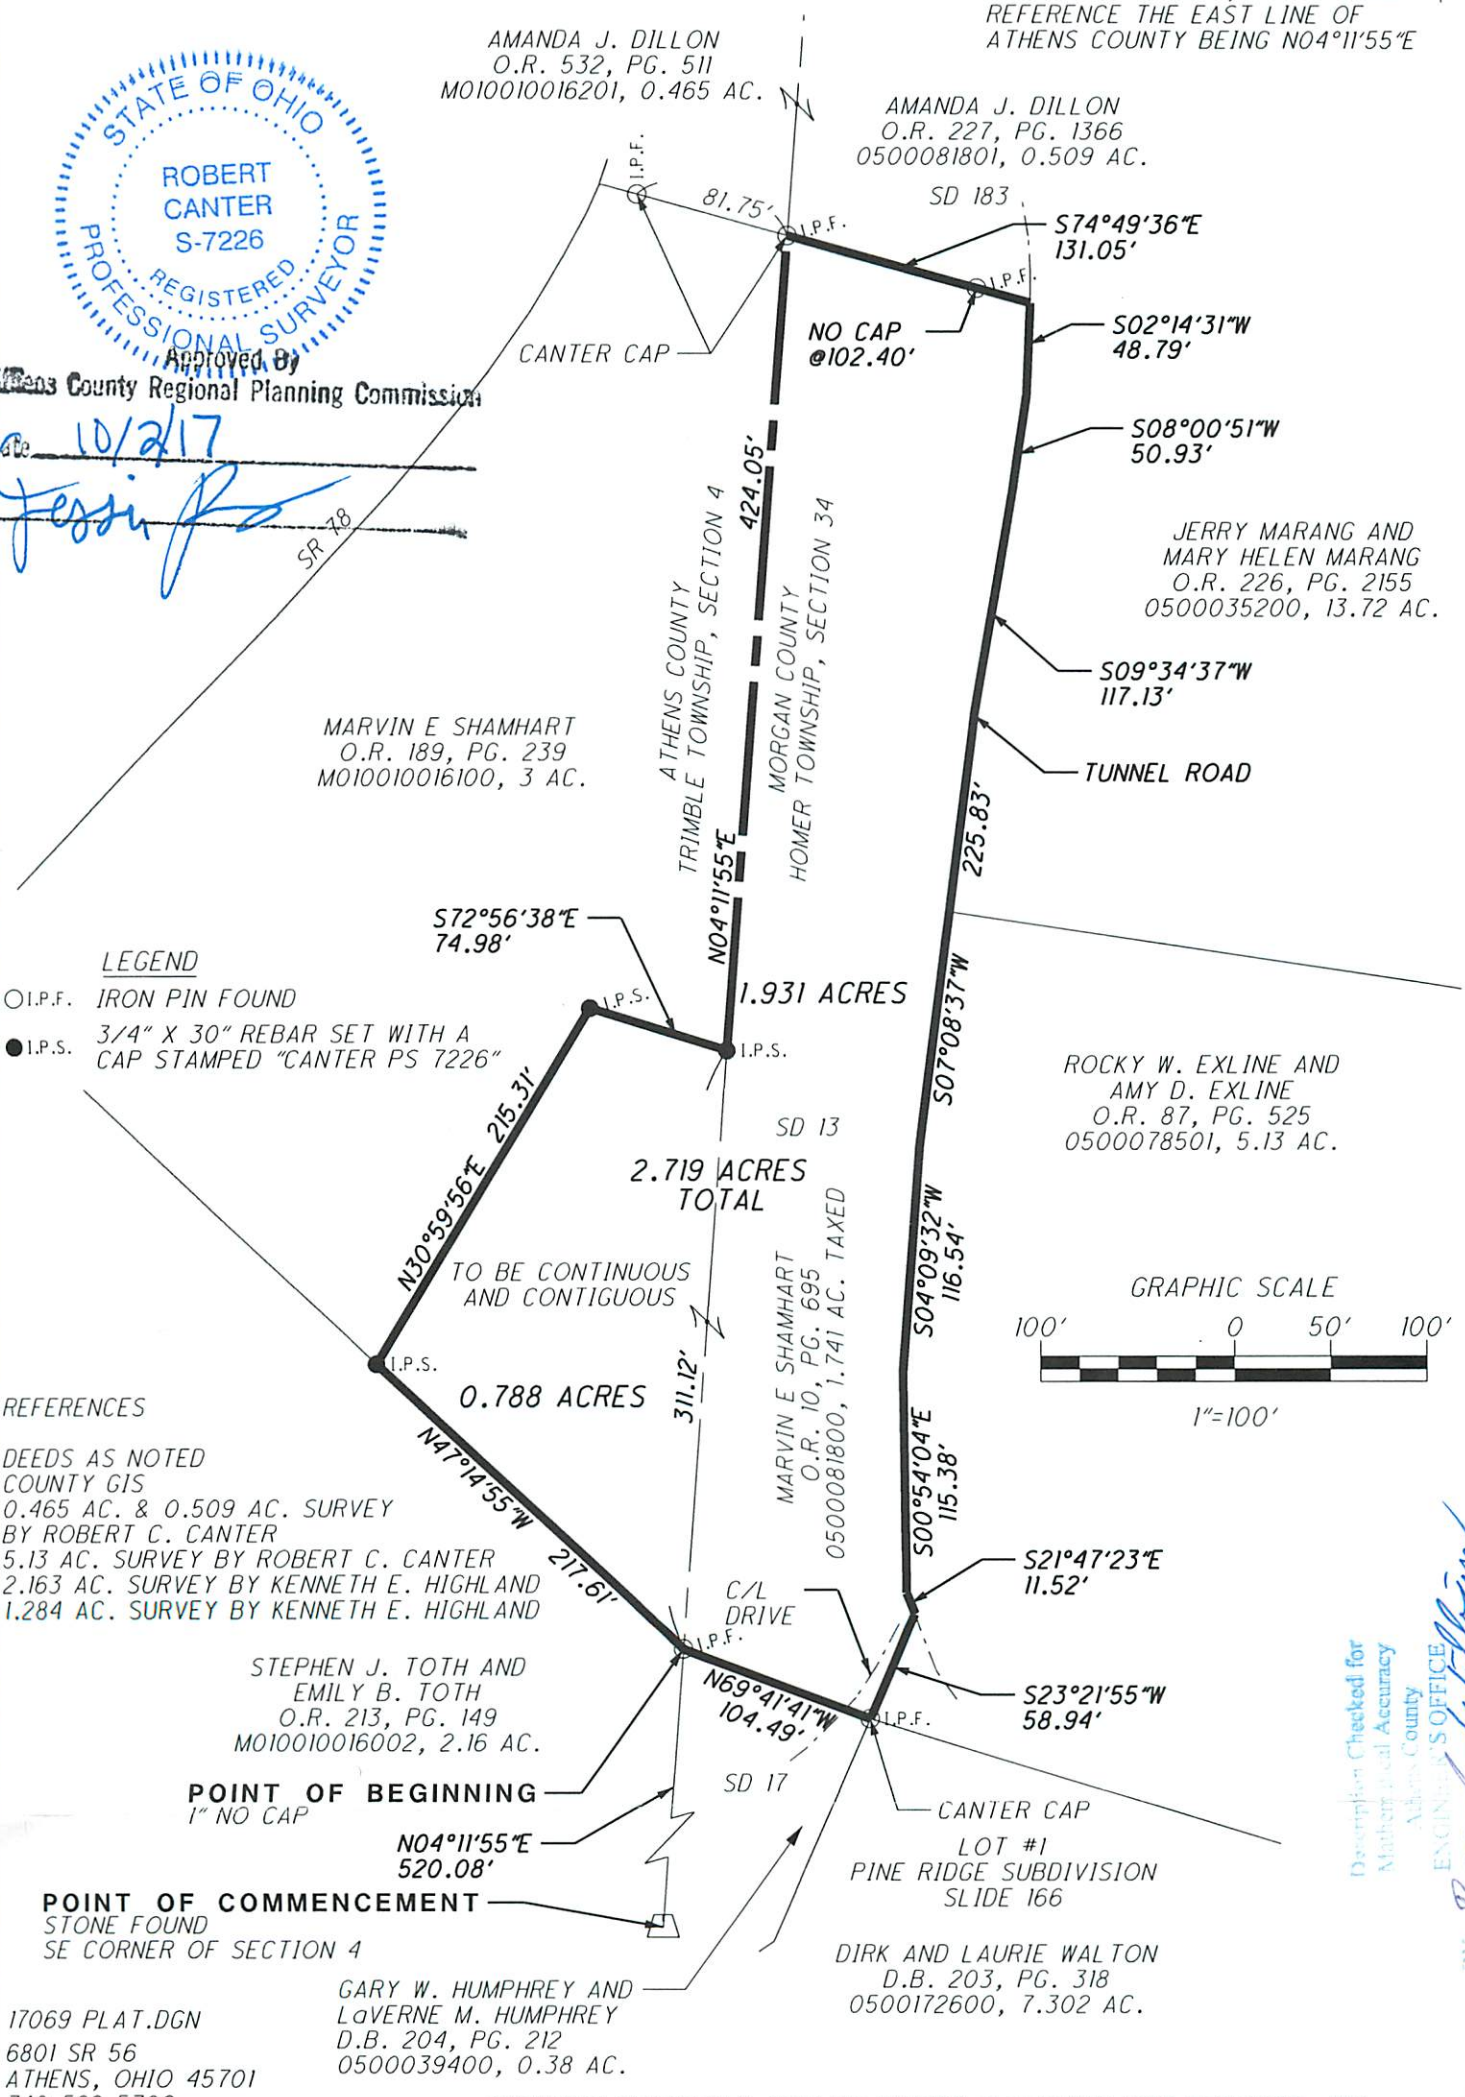 REFERENCE THE EAST LINE OF
ATHENS COUNTY BEING N04°11'55"E
AMANDA J. DILLON
O.R. 532, PG. 511
M010010016201, 0.465 AC.
AMANDA J. DILLON
O.R. 227, PG. 1366
0500081801, 0.509 AC.
SD 183
STATE OF OHIO
ROBERT
CANTER
S-7226
REGISTERED
PROFESSIONAL SURVEYOR
Approved By
County Regional Planning Commission
10/2/17
I.P.F.
81.75'
I.P.F.
S74°49'36"E
131.05'
I.P.F.
NO CAP
@102.40'
CANTER CAP
S02°14'31"W
48.79'
S08°00'51"W
50.93'
SR 78
424.05'
ATHENS COUNTY
TRIMBLE TOWNSHIP, SECTION 4
MORGAN COUNTY
HOMER TOWNSHIP, SECTION 34
JERRY MARANG AND
MARY HELEN MARANG
O.R. 226, PG. 2155
0500035200, 13.72 AC.
S09°34'37"W
117.13'
TUNNEL ROAD
MARVIN E SHAMHART
O.R. 189, PG. 239
M010010016100, 3 AC.
225.83'
N04°11'55"E
S72°56'38"E
74.98'
LEGEND
I.P.F. IRON PIN FOUND
I.P.S. 3/4" X 30" REBAR SET WITH A
CAP STAMPED "CANTER PS 7226"
I.P.S.
I.P.S.
1.931 ACRES
S07°08'37"W
ROCKY W. EXLINE AND
AMY D. EXLINE
O.R. 87, PG. 525
0500078501, 5.13 AC.
SD 13
2.719 ACRES
TOTAL
N30°59'56"E 215.31'
TO BE CONTINUOUS
AND CONTIGUOUS
S04°09'32"W
116.54'
MARVIN E SHAMHART
O.R. 10, PG. 695
0500081800, 1.741 AC. TAXED
GRAPHIC SCALE
100' 0 50' 100'
1"=100'
I.P.S.
0.788 ACRES
311.12'
REFERENCES
DEEDS AS NOTED
COUNTY GIS
0.465 AC. & 0.509 AC. SURVEY
BY ROBERT C. CANTER
5.13 AC. SURVEY BY ROBERT C. CANTER
2.163 AC. SURVEY BY KENNETH E. HIGHLAND
1.284 AC. SURVEY BY KENNETH E. HIGHLAND
N47°14'55"W 217.61'
S00°54'04"E
115.38'
S21°47'23"E
11.52'
C/L
DRIVE
I.P.F.
STEPHEN J. TOTH AND
EMILY B. TOTH
O.R. 213, PG. 149
M010010016002, 2.16 AC.
N69°41'41"W
104.49'
S23°21'55"W
58.94'
I.P.F.
POINT OF BEGINNING
1" NO CAP
SD 17
CANTER CAP
N04°11'55"E
520.08'
LOT #1
PINE RIDGE SUBDIVISION
SLIDE 166
POINT OF COMMENCEMENT
STONE FOUND
SE CORNER OF SECTION 4
DIRK AND LAURIE WALTON
D.B. 203, PG. 318
0500172600, 7.302 AC.
GARY W. HUMPHREY AND
LaVERNE M. HUMPHREY
D.B. 204, PG. 212
0500039400, 0.38 AC.
17069 PLAT.DGN
6801 SR 56
ATHENS, OHIO 45701
Description Checked for
Mathematical Accuracy
Athens County
ENGINEER'S OFFICE